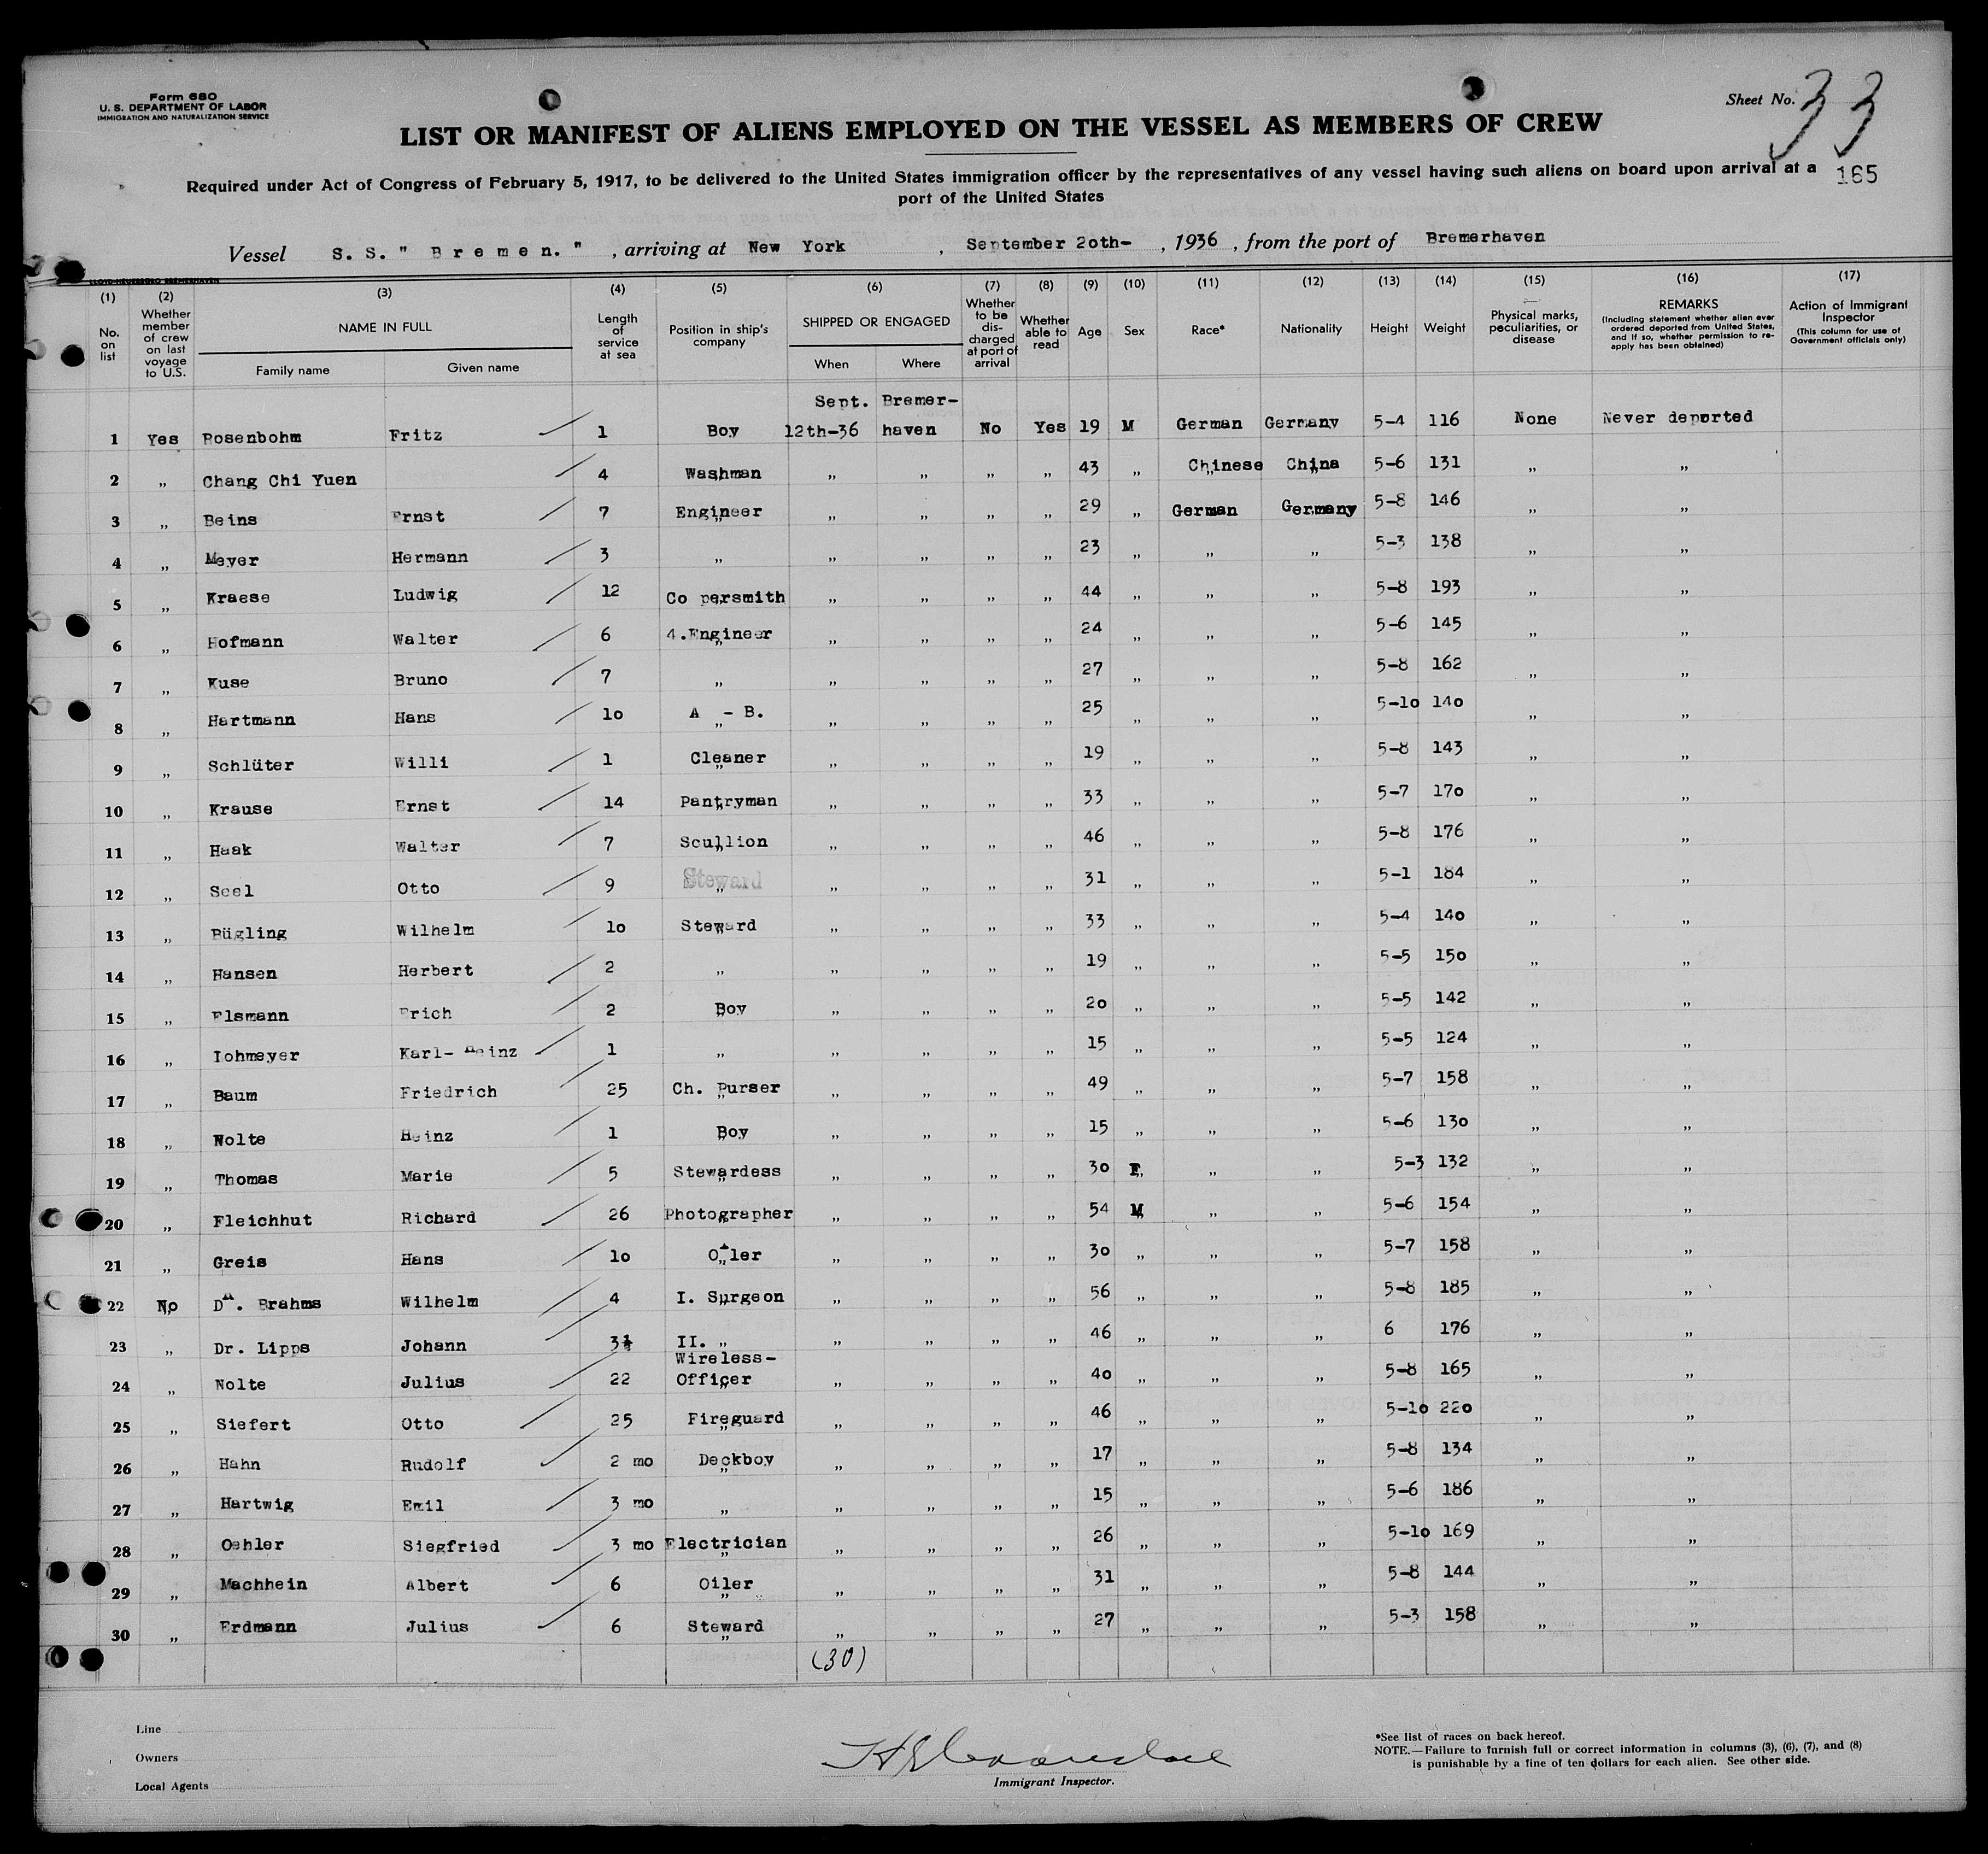 Form 680
U. S. DEPARTMENT OF LABOR
IMMIGRATION AND NATURALIZATION SERVICE
Sheet No. 33
LIST OR MANIFEST OF ALIENS EMPLOYED ON THE VESSEL AS MEMBERS OF CREW
165
Required under Act of Congress of February 5, 1917, to be delivered to the United States immigration officer by the representatives of any vessel having such aliens on board upon arrival at a
port of the United States
Vessel S. S. " Bremen. " , arriving at New York , September 2oth- , 1936 , from the port of Bremerhaven
(1) (2) (3) (4) (5) (6) (7) (8) (9) (10) (11) (12) (13) (14) (15) (16) (17)
No. on list Whether member of crew on last voyage to U.S. NAME IN FULL Family name Given name Length of service at sea Position in ship's company SHIPPED OR ENGAGED When Where Whether to be discharged at port of arrival Whether able to read Age Sex Race* Nationality Height Weight Physical marks, peculiarities, or disease REMARKS (Including statement whether alien ever ordered deported from United States, and if so, whether permission to reapply has been obtained) Action of Immigrant Inspector (This column for use of Government officials only)
Sept. Bremer-
1 Yes Rosenbohm Fritz 1 Boy 12th-36 haven No Yes 19 M German Germany 5-4 116 None Never deported
2 „ Chang Chi Yuen 4 Washman „ „ „ „ 43 „ Chinese China 5-6 131 „ „
3 „ Beins Ernst 7 Engineer „ „ „ „ 29 „ German Germany 5-8 146 „ „
4 „ Meyer Hermann 3 „ „ „ „ „ 23 „ „ „ 5-3 138 „ „
5 „ Kraese Ludwig 12 Co persmith „ „ „ „ 44 „ „ „ 5-8 193 „ „
6 „ Hofmann Walter 6 4.Engineer „ „ „ „ 24 „ „ „ 5-6 145 „ „
7 „ Kuse Bruno 7 „ „ „ „ „ 27 „ „ „ 5-8 162 „ „
8 „ Hartmann Hans 1o A - B. „ „ „ „ 25 „ „ „ 5-1o 14o „ „
9 „ Schlüter Willi 1 Cleaner „ „ „ „ 19 „ „ „ 5-8 143 „ „
10 „ Krause Ernst 14 Pantryman „ „ „ „ 33 „ „ „ 5-7 17o „ „
11 „ Haak Walter 7 Scullion „ „ „ „ 46 „ „ „ 5-8 176 „ „
12 „ Seel Otto 9 Steward „ „ „ „ 31 „ „ „ 5-1 184 „ „
13 „ Bügling Wilhelm 1o Steward „ „ „ „ 33 „ „ „ 5-4 14o „ „
14 „ Hansen Herbert 2 „ „ „ „ „ 19 „ „ „ 5-5 15o „ „
15 „ Elsmann Erich 2 Boy „ „ „ „ 2o „ „ „ 5-5 142 „ „
16 „ Lohmeyer Karl- Heinz 1 „ „ „ „ „ 15 „ „ „ 5-5 124 „ „
17 „ Baum Friedrich 25 Ch. Purser „ „ „ „ 49 „ „ „ 5-7 158 „ „
18 „ Nolte Heinz 1 Boy „ „ „ „ 15 „ „ „ 5-6 13o „ „
19 „ Thomas Marie 5 Stewardess „ „ „ „ 3o F „ „ 5-3 132 „ „
20 „ Fleichhut Richard 26 Photographer „ „ „ „ 54 M „ „ 5-6 154 „ „
21 „ Greis Hans 1o Oiler „ „ „ „ 3o „ „ „ 5-7 158 „ „
22 No Dr. Brahms Wilhelm 4 I. Surgeon „ „ „ „ 56 „ „ „ 5-8 185 „ „
23 „ Dr. Lipps Johann II. „ „ „ „ „ 46 „ „ „ 6 176 „ „
Wireless-
24 „ Nolte Julius 22 Officer „ „ „ „ 4o „ „ „ 5-8 165 „ „
25 „ Siefert Otto 25 Fireguard „ „ „ „ 46 „ „ „ 5-1o 22o „ „
26 „ Hahn Rudolf 2 mo Deckboy „ „ „ „ 17 „ „ „ 5-8 134 „ „
27 „ Hartwig Emil 3 mo „ „ „ „ „ 15 „ „ „ 5-6 186 „ „
28 „ Oehler Siegfried 3 mo Electrician „ „ „ „ 26 „ „ „ 5-1o 169 „ „
29 „ Machhein Albert 6 Oiler „ „ „ „ 31 „ „ „ 5-8 144 „ „
30 „ Erdmann Julius 6 Steward „ „ „ „ 27 „ „ „ 5-3 158 „ „
(30)
Line
Owners
Local Agents
Immigrant Inspector.
*See list of races on back hereof.
NOTE.—Failure to furnish full or correct information in columns (3), (6), (7), and (8)
is punishable by a fine of ten dollars for each alien. See other side.